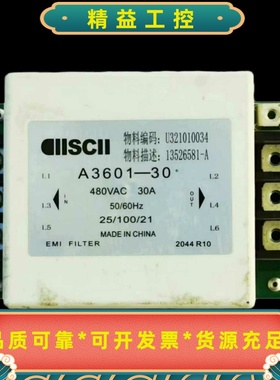 精益工控
CIISCII
物料编码: U321010034
物料描述: 13526581-A
A3601—30
L1
L2
480VAC 30A
IN
OUT
L3
L4
50/60Hz
25/100/21
L5
L6
MADE IN CHINA
EMI FILTER
2044 R10
品质可靠*可开发票*货源充足